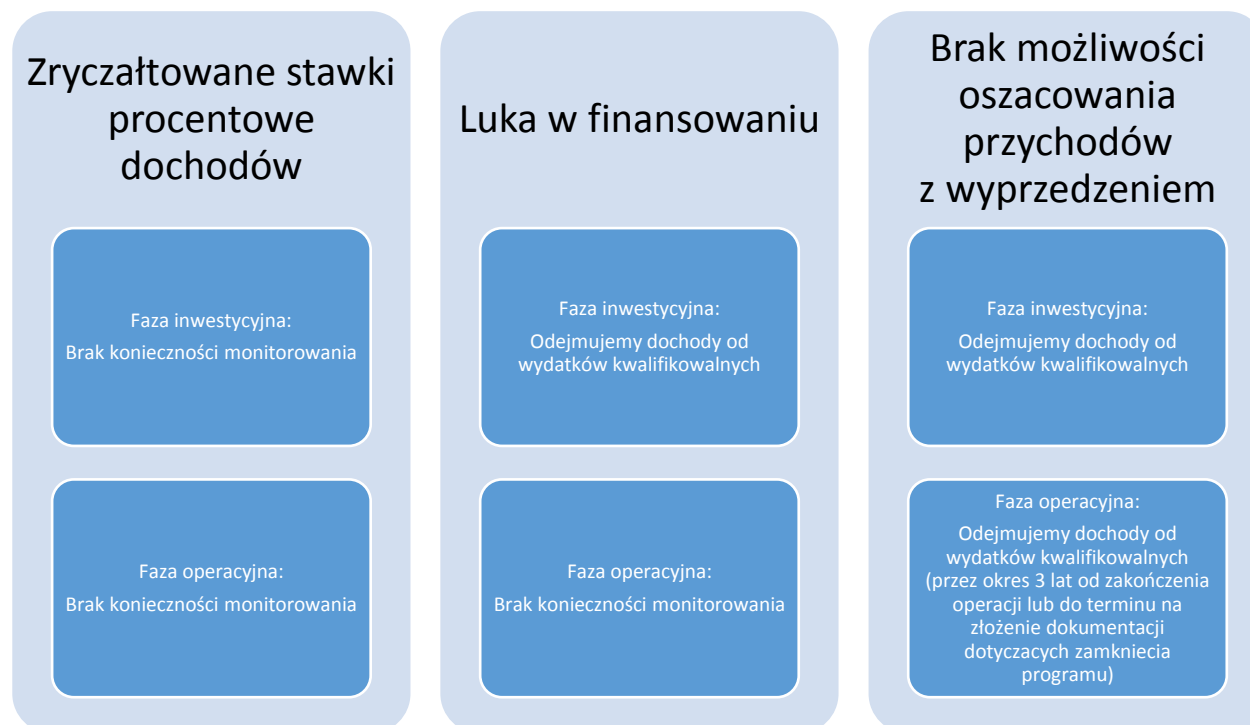 Zryczałtowane stawki
procentowe
dochodów
Faza inwestycyjna:
Brak konieczności monitorowania
Faza operacyjna:
Brak konieczności monitorowania
Luka w finansowaniu
Faza inwestycyjna:
Odejmujemy dochody od
wydatków kwalifikowalnych
Faza operacyjna:
Brak konieczności monitorowania
Brak możliwości
oszacowania
przychodów
z wyprzedzeniem
Faza inwestycyjna:
Odejmujemy dochody od
wydatków kwalifikowalnych
Faza operacyjna:
Odejmujemy dochody od
wydatków kwalifikowalnych
(przez okres 3 lat od zakończenia
operacji lub do terminu na
złożenie dokumentacji
dotyczacych zamkniecia
programu)